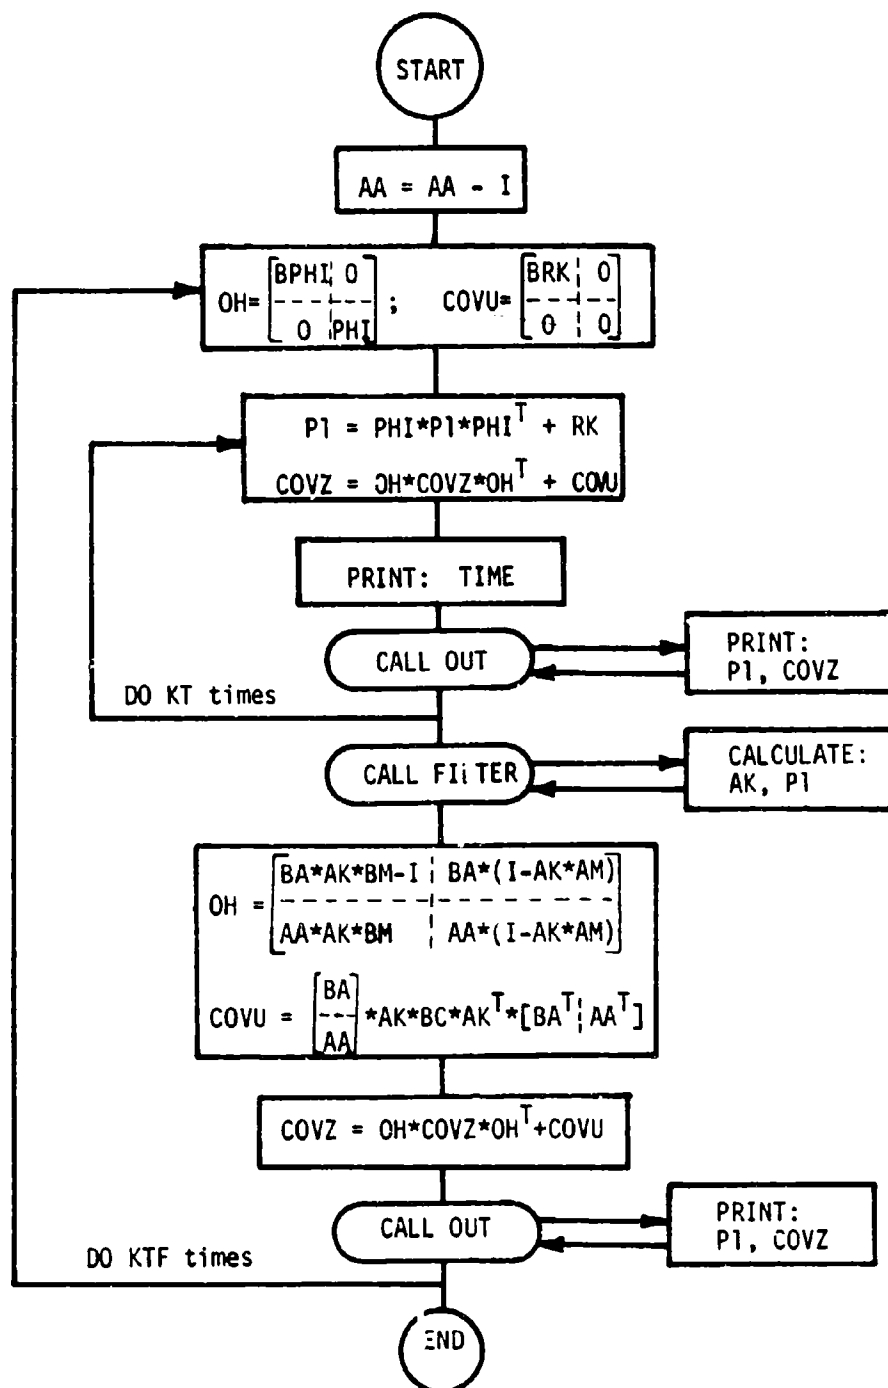 START
AA = AA - I
OH= [BPHI ¦ 0] ; COVU= [BRK ¦ 0]
[0 ¦ PHI] [0 ¦ 0]
P1 = PHI*P1*PHI^T + RK
COVZ = OH*COVZ*OH^T + COVU
PRINT: TIME
CALL OUT
PRINT:
P1, COVZ
DO KT times
CALL FILTER
CALCULATE:
AK, P1
OH = [BA*AK*BM-I ¦ BA*(I-AK*AM)]
[AA*AK*BM ¦ AA*(I-AK*AM)]
COVU = [BA] *AK*BC*AK^T*[BA^T ¦ AA^T]
[AA]
COVZ = OH*COVZ*OH^T+COVU
CALL OUT
PRINT:
P1, COVZ
DO KTF times
END